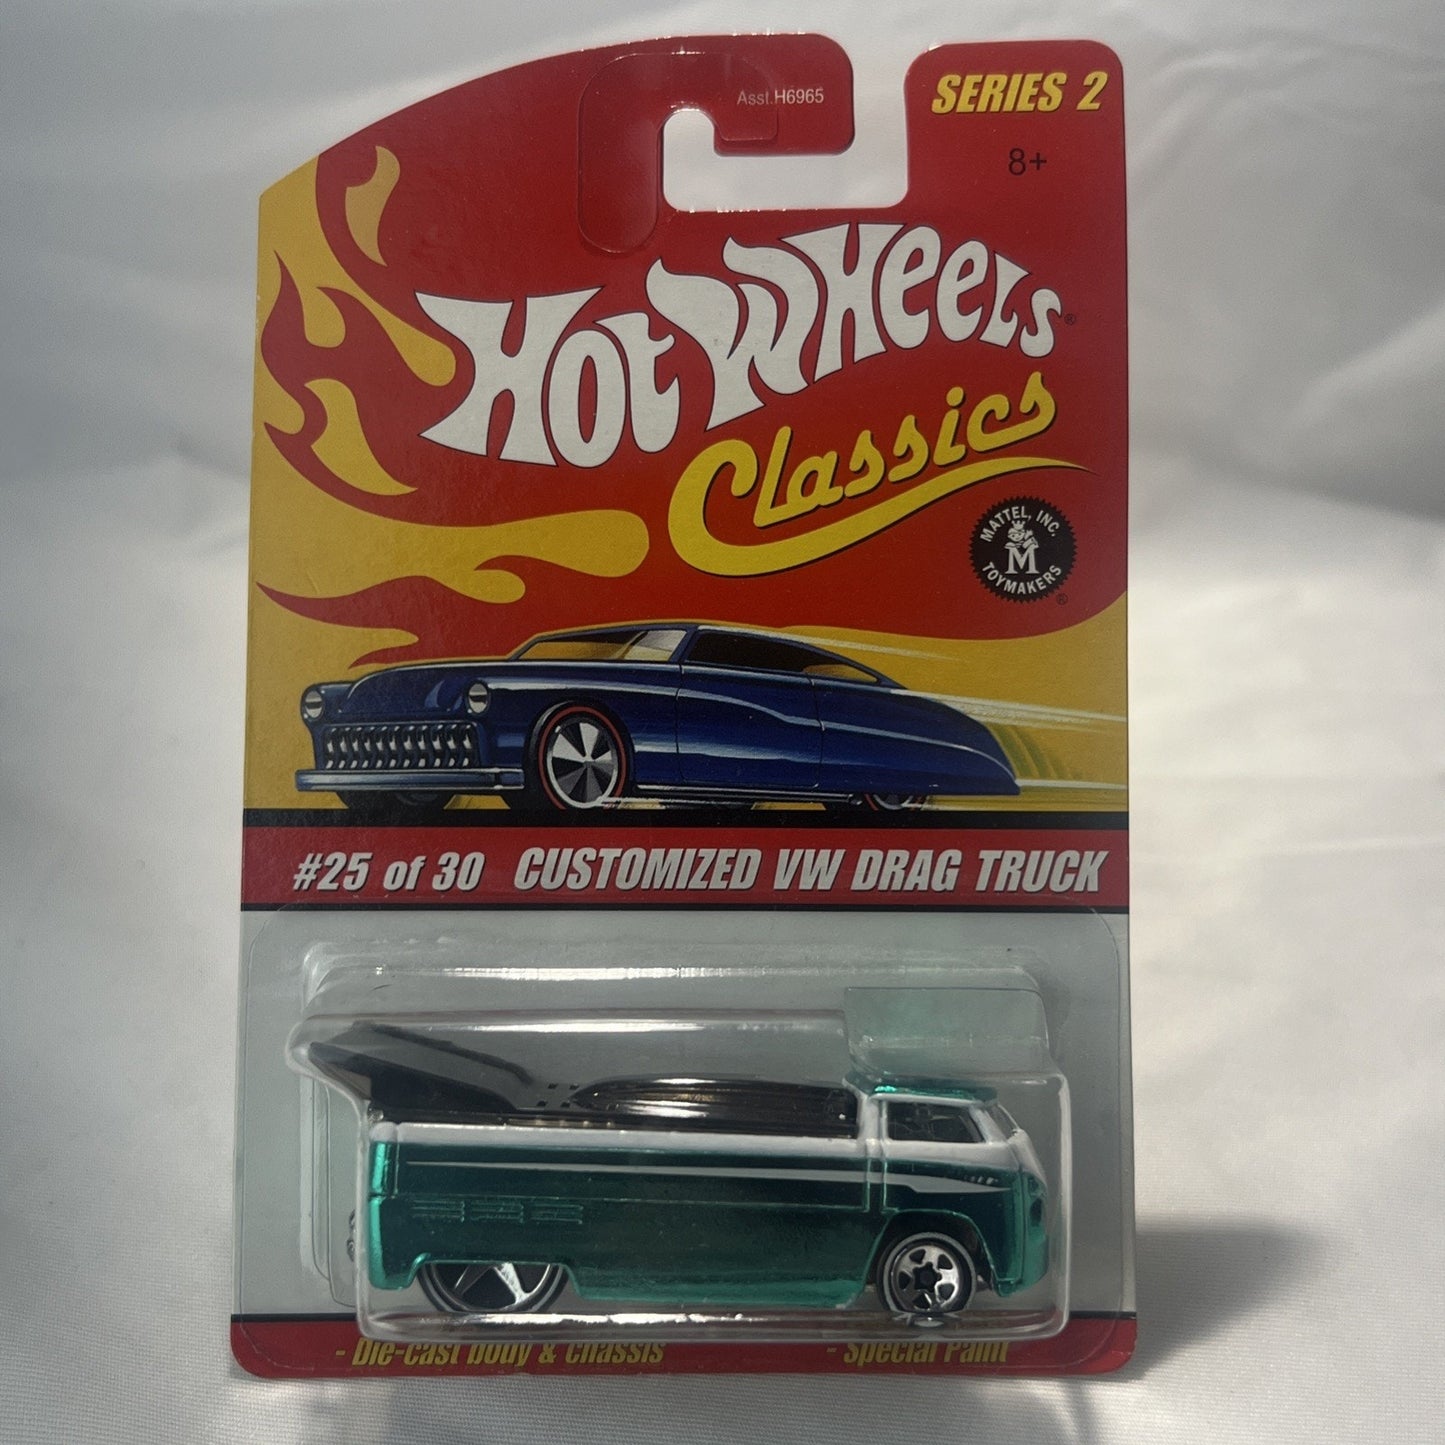 Asst.H6965
SERIES 2
8+
HOT WHEELS®
Classics
MATTEL, INC.
M
TOYMAKERS
®
#25 of 30 CUSTOMIZED VW DRAG TRUCK
- Die-cast body & chassis - Special Paint